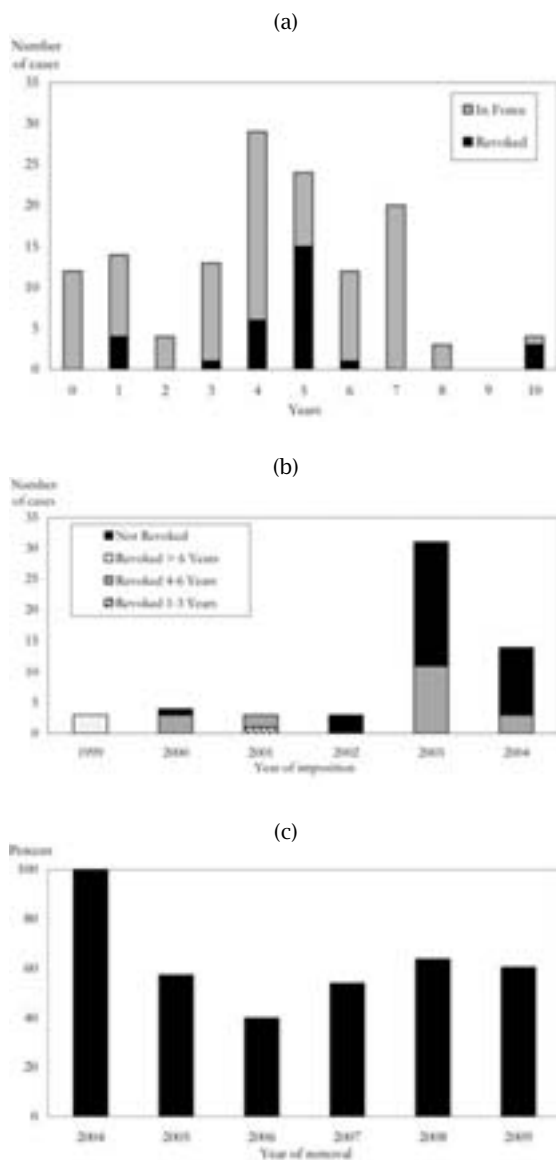 (a)
Number
of cases
35
30
25
20
15
10
5
0
In Force
Revoked
0 1 2 3 4 5 6 7 8 9 10
Years
(b)
Number
of cases
35
30
25
20
15
10
5
0
Not Revoked
Revoked > 6 Years
Revoked 4-6 Years
Revoked 1-3 Years
1999 2000 2001 2002 2003 2004
Year of imposition
(c)
Percent
100
80
60
40
20
0
2004 2005 2006 2007 2008 2009
Year of removal